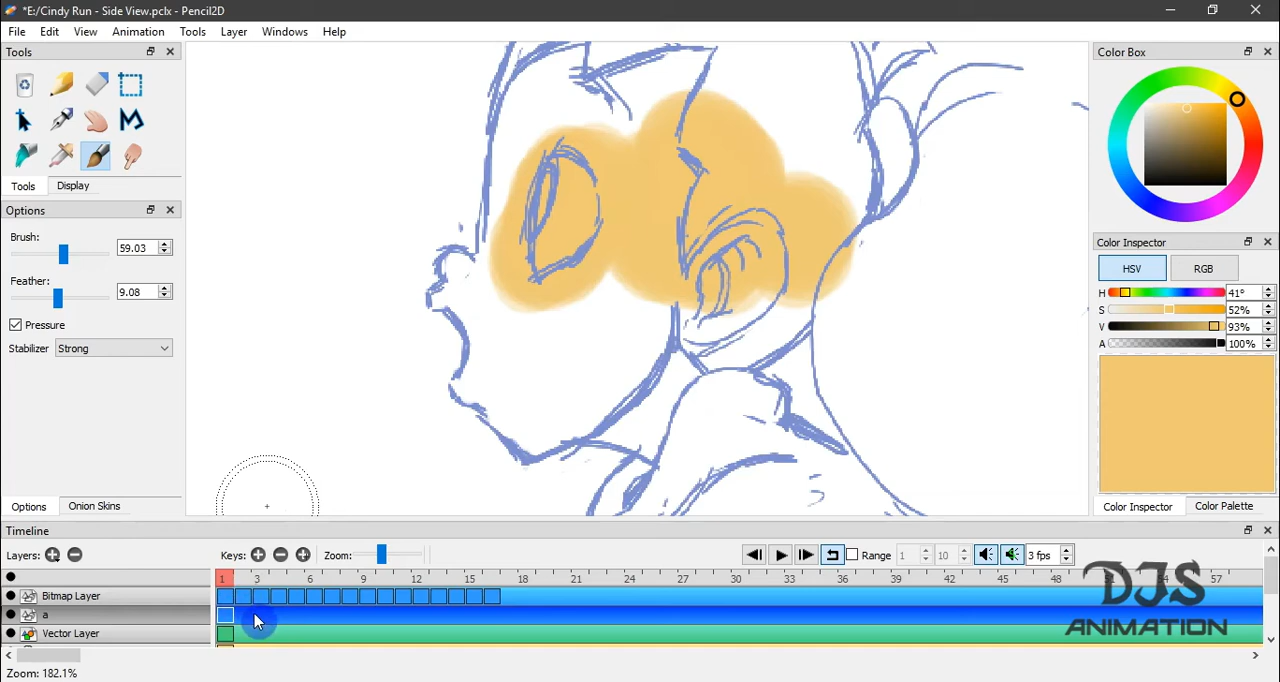 *E:/Cindy Run - Side View.pclx - Pencil2D
File Edit View Animation Tools Layer Windows Help
Tools
Tools Display
Options
Brush:
59.03
Feather:
9.08
Pressure
Stabilizer Strong
Options Onion Skins
Color Box
Color Inspector
HSV RGB
H 41°
S 52%
V 93%
A 100%
Color Inspector Color Palette
Timeline
Layers: Keys: Zoom: Range 1 10 3 fps
1 3 6 9 12 15 18 21 24 27 30 33 36 39 42 45 48 51 54 57
Bitmap Layer
a
Vector Layer
DJS
ANIMATION
Zoom: 182.1%